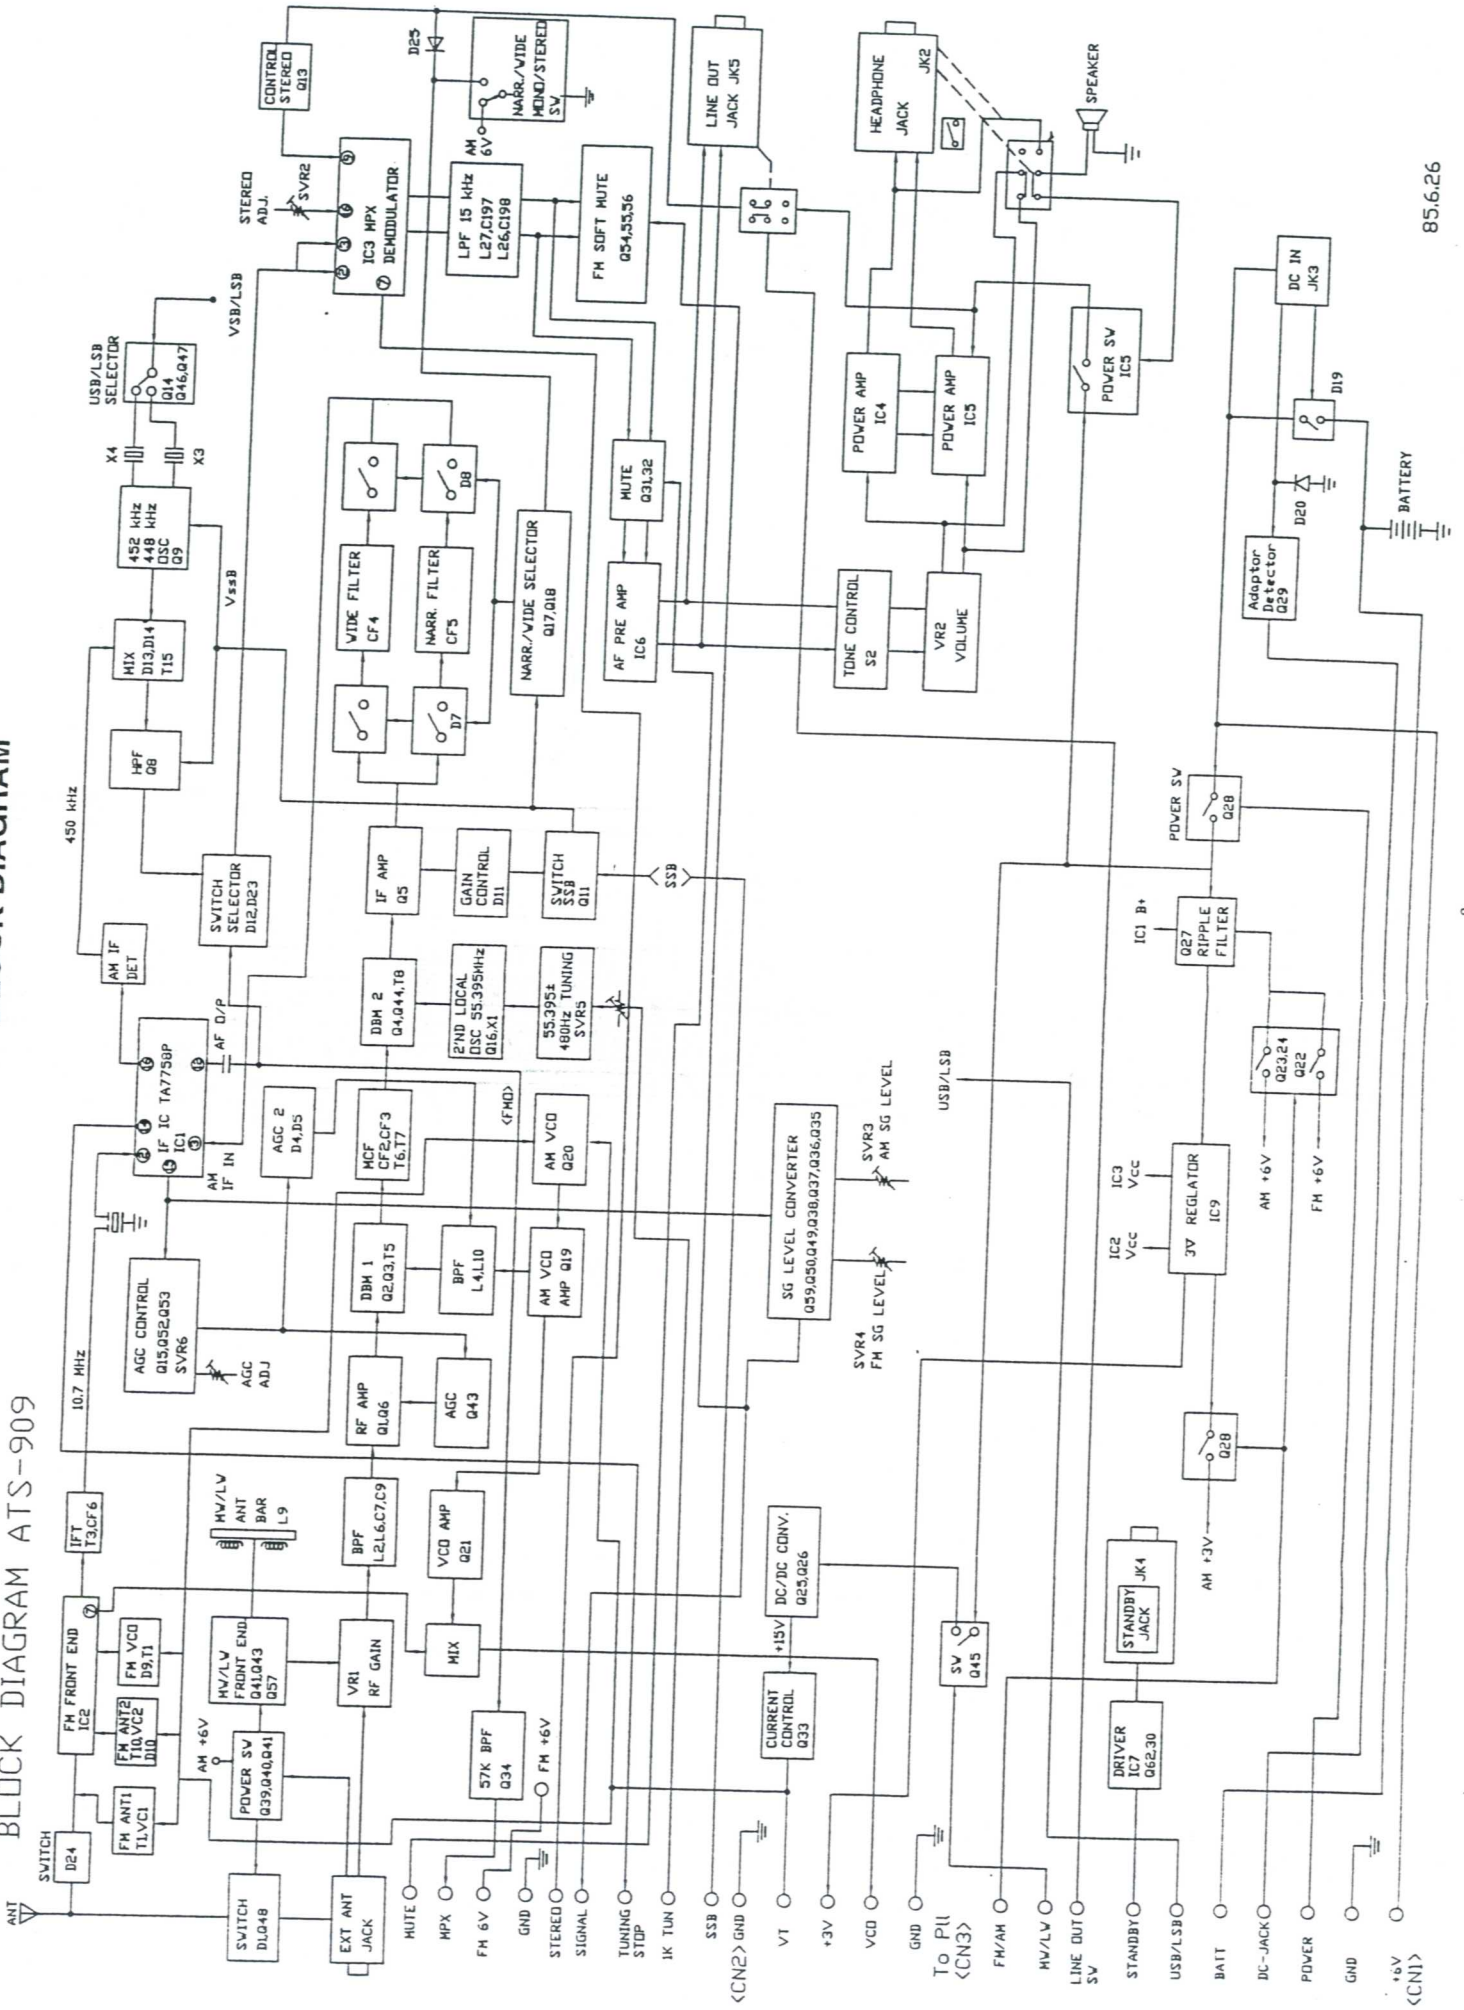 BLOCK DIAGRAM ATS-909
ANT
SWITCH
D24
FM ANT1
T1,VC1
FM ANT2
T10,VC2
D10
FM VCO
D9,T1
FM FRONT END
IC2
7
IFT
T3,CF6
10.7 MHz
SWITCH
D1,Q48
EXT ANT
JACK
POWER SW
Q39,Q40,Q41
AM +6V
MW/LW
FRONT END
Q41,Q43
Q57
MW/LW
ANT
BAR
L9
VR1
RF GAIN
BPF
L2,L6,C7,C9
RF AMP
Q1,Q6
AGC
Q43
AGC CONTROL
Q15,Q52,Q53
SVR6
AGC
ADJ
DBM 1
Q2,Q3,T5
BPF
L4,L10
AM VCO
AMP Q19
AM VCO
Q20
<FMO>
MCF
CF2,CF3
T6,T7
AGC 2
D4,D5
IF IC TA7758P
IC1
AM
IF IN
AF O/P
AM IF
DET
450 kHz
DBM 2
Q4,Q44,T8
2'ND LOCAL
OSC 55.395MHz
Q16,X1
55.395±
480Hz TUNING
SVR5
IF AMP
Q5
GAIN
CONTROL
D11
SWITCH
SSB
Q11
SSB
SWITCH
SELECTOR
D12,D23
HPF
Q8
MIX
D13,D14
T15
452 kHz
448 kHz
OSC
Q9
VssB
X4
X3
USB/LSB
SELECTOR
Q14
Q46,Q47
VSB/LSB
D7
D8
WIDE FILTER
CF4
NARR. FILTER
CF5
NARR./WIDE SELECTOR
Q17,Q18
STEREO
ADJ.
SVR2
IC3 MPX
DEMODULATOR
2
3
7
9
CONTROL
STEREO
Q13
D25
NARR./WIDE
MONO/STEREO
SW
AM
6V
LPF 15 kHz
L27,C197
L26,C198
FM SOFT MUTE
Q54,55,56
MUTE
Q31,32
AF PRE AMP
IC6
LINE OUT
JACK JK5
HEADPHONE
JACK
JK2
SPEAKER
TONE CONTROL
S2
VR2
VOLUME
POWER AMP
IC4
POWER AMP
IC5
POWER SW
IC5
DC IN
JK3
D19
D20
Adaptor
Detector
Q29
BATTERY
POWER SW
Q28
IC1 B+
Q27
RIPPLE
FILTER
Q23,24
Q22
AM +6V
FM +6V
IC3
Vcc
IC2
Vcc
3V REGLATOR
IC9
Q28
AM +3V
USB/LSB
SG LEVEL CONVERTER
Q59,Q50,Q49,Q38,Q37,Q36,Q35
SVR3
AM SG LEVEL
SVR4
FM SG LEVEL
VCO AMP
Q21
MIX
57K BPF
Q34
FM +6V
DC/DC CONV.
Q25,Q26
+15V
CURRENT
CONTROL
Q33
SW
Q45
STANDBY
JACK
JK4
DRIVER
IC7
Q62,30
MUTE
MPX
FM 6V
GND
STEREO
SIGNAL
TUNING
STOP
1K TUN
SSB
<CN2> GND
VT
+3V
VCO
GND
To Pll
<CN3>
FM/AM
MW/LW
LINE OUT
SW
STANDBY
USB/LSB
BATT
DC-JACK
POWER
GND
+6V
<CN1>
85.6.26